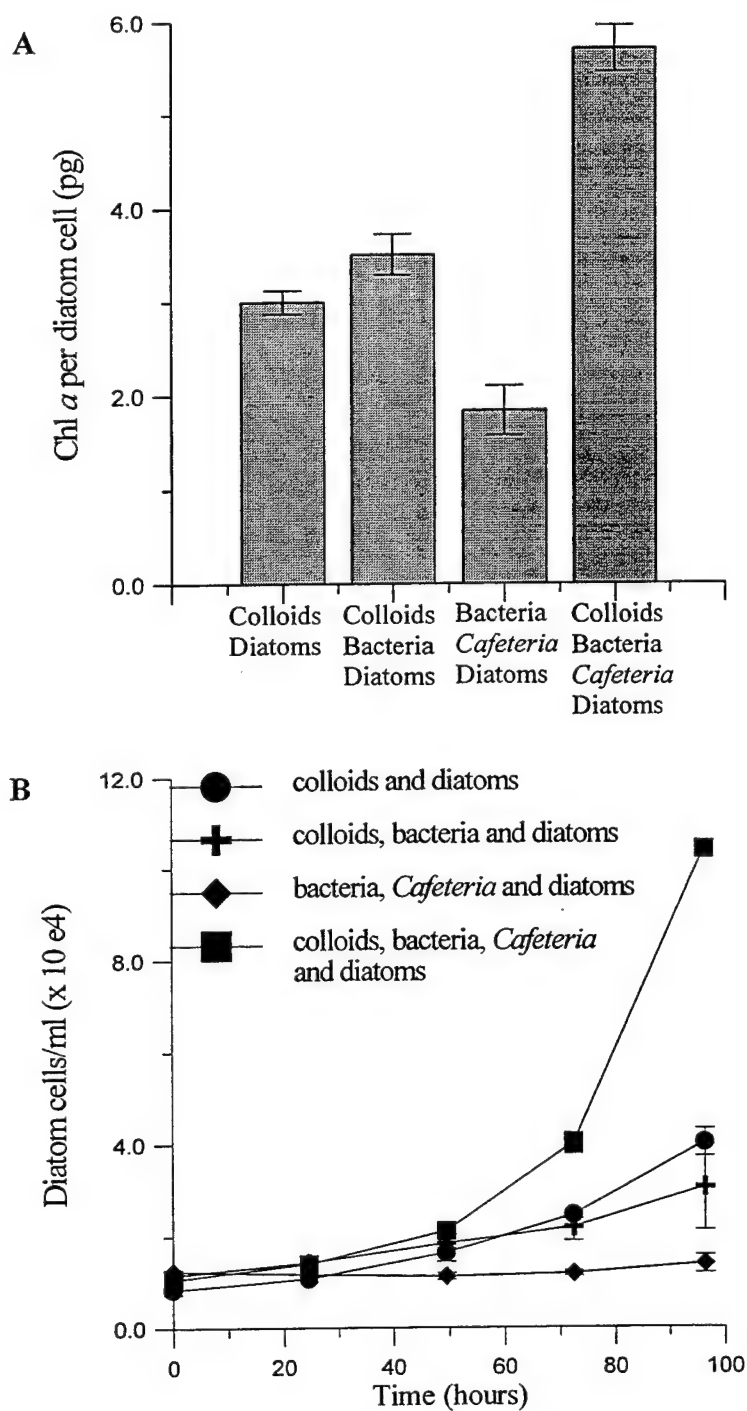 A
6.0
4.0
2.0
0.0
Chl a per diatom cell (pg)
Colloids
Diatoms
Colloids
Bacteria
Diatoms
Bacteria
Cafeteria
Diatoms
Colloids
Bacteria
Cafeteria
Diatoms
B
12.0
8.0
4.0
0.0
Diatom cells/ml (x 10 e4)
colloids and diatoms
colloids, bacteria and diatoms
bacteria, Cafeteria and diatoms
colloids, bacteria, Cafeteria
and diatoms
0 20 40 60 80 100
Time (hours)